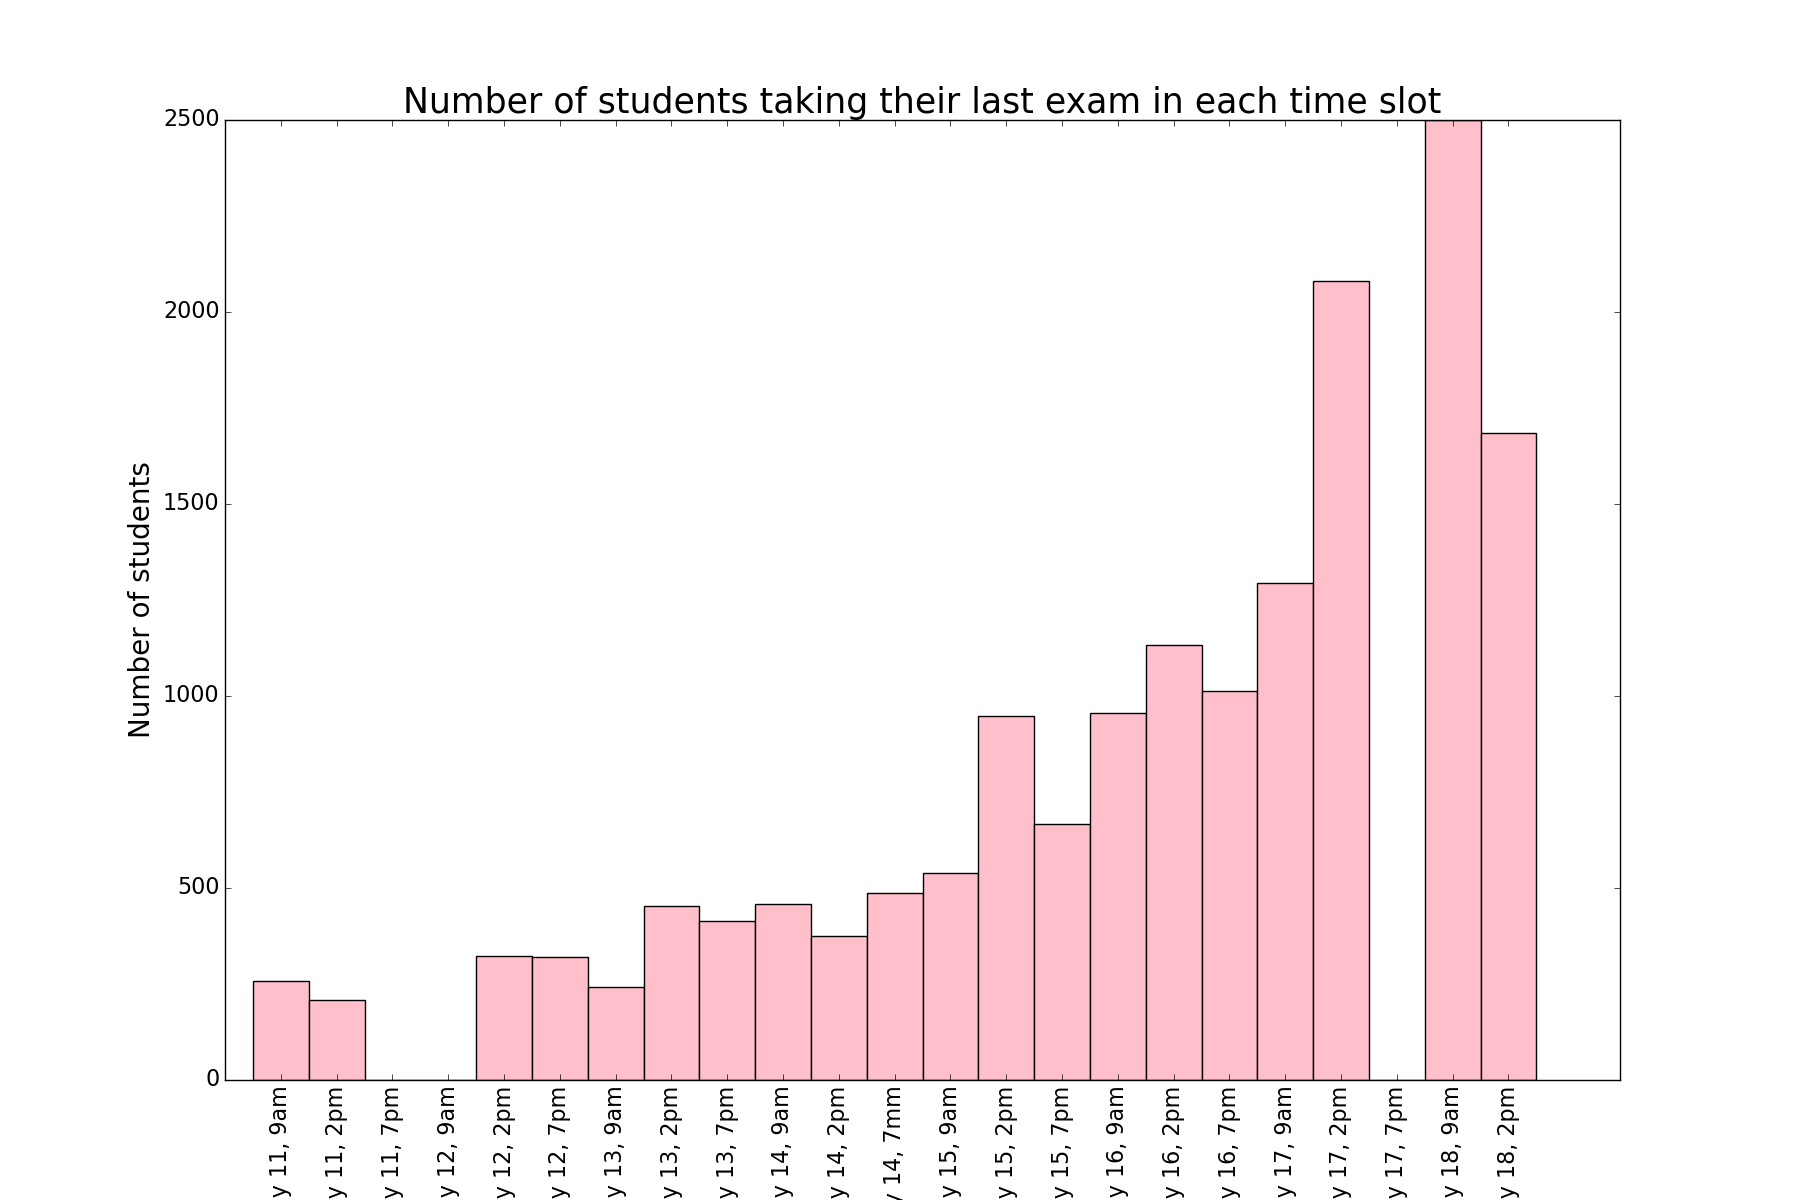 Number of students taking their last exam in each time slot
Number of students
2500
2000
1500
1000
500
0
y 11, 9am
y 11, 2pm
y 11, 7pm
y 12, 9am
y 12, 2pm
y 12, 7pm
y 13, 9am
y 13, 2pm
y 13, 7pm
y 14, 9am
y 14, 2pm
y 14, 7mm
y 15, 9am
y 15, 2pm
y 15, 7pm
y 16, 9am
y 16, 2pm
y 16, 7pm
y 17, 9am
y 17, 2pm
y 17, 7pm
y 18, 9am
y 18, 2pm